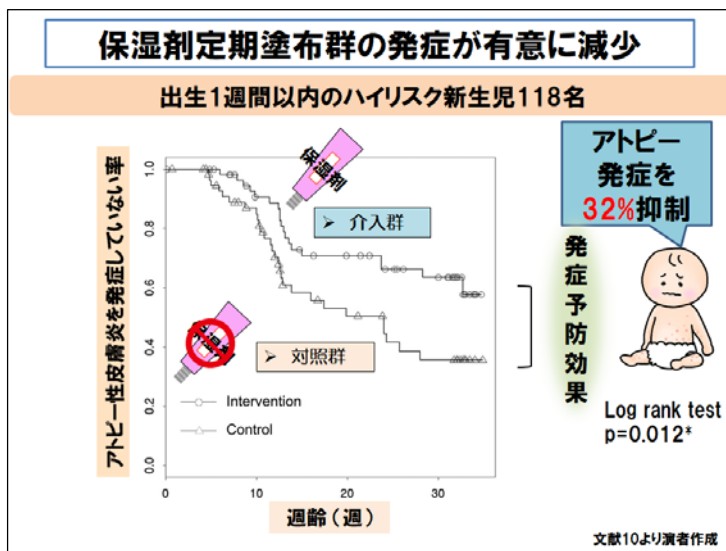 保湿剤定期塗布群の発症が有意に減少
出生1週間以内のハイリスク新生児118名
アトピー性皮膚炎を発症していない率
1.0
0.8
0.6
0.4
0.2
0.0
保湿剤
➢ 介入群
保湿剤
➢ 対照群
Intervention
Control
0
10
20
30
週齢（週）
アトピー
発症を
32%抑制
発症予防効果
Log rank test
p=0.012*
文献10より演者作成